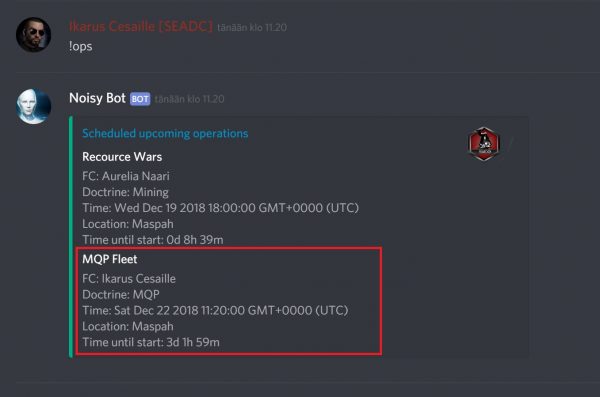 Ikarus Cesaille [SEADC] tänään klo 11.20
!ops
Noisy Bot BOT tänään klo 11.20
Scheduled upcoming operations
Recource Wars
FC: Aurelia Naari
Doctrine: Mining
Time: Wed Dec 19 2018 18:00:00 GMT+0000 (UTC)
Location: Maspah
Time until start: 0d 8h 39m
MQP Fleet
FC: Ikarus Cesaille
Doctrine: MQP
Time: Sat Dec 22 2018 11:20:00 GMT+0000 (UTC)
Location: Maspah
Time until start: 3d 1h 59m